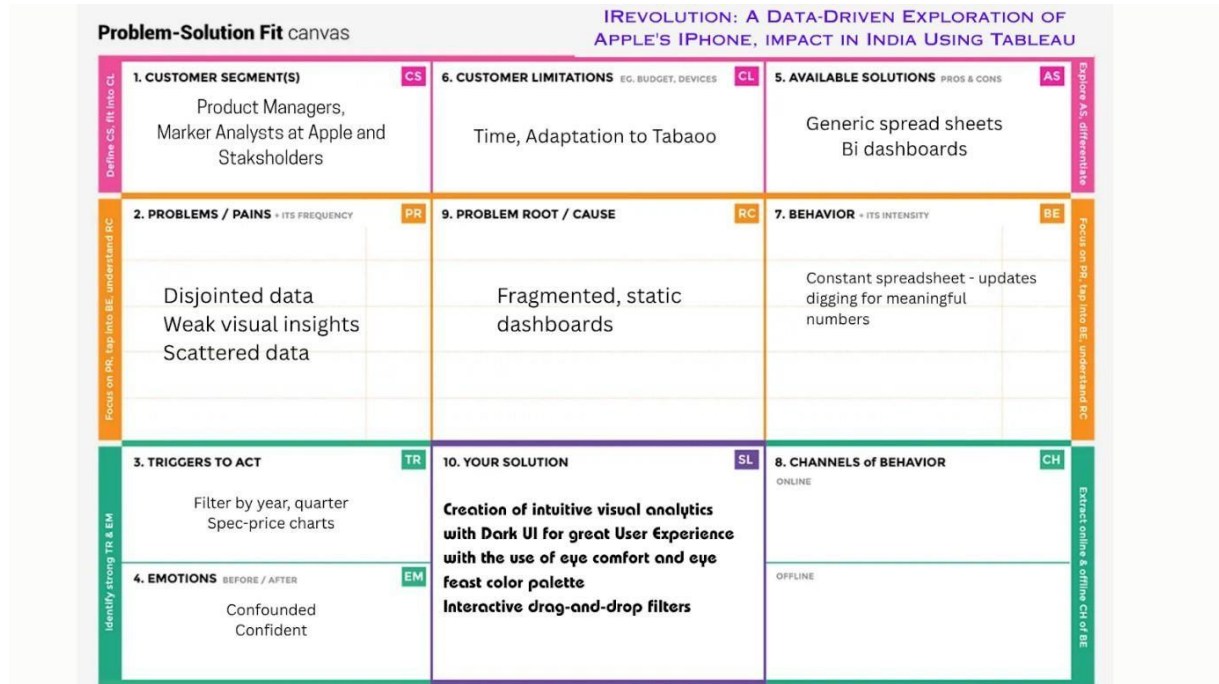 Problem-Solution Fit canvas
IREVOLUTION: A DATA-DRIVEN EXPLORATION OF
APPLE'S IPHONE, IMPACT IN INDIA USING TABLEAU
Define CS, fit into CL
1. CUSTOMER SEGMENT(S)
CS
Product Managers,
Marker Analysts at Apple and
Staksholders
6. CUSTOMER LIMITATIONS EG. BUDGET, DEVICES
CL
Time, Adaptation to Tabaoo
5. AVAILABLE SOLUTIONS PROS & CONS
AS
Generic spread sheets
Bi dashboards
Explore AS, differentiate
Focus on PR, tap into BE, understand RC
2. PROBLEMS / PAINS + ITS FREQUENCY
PR
Disjointed data
Weak visual insights
Scattered data
9. PROBLEM ROOT / CAUSE
RC
Fragmented, static
dashboards
7. BEHAVIOR + ITS INTENSITY
BE
Constant spreadsheet - updates
digging for meaningful
numbers
Focus on PR, tap into BE, understand RC
Identify strong TR & EM
3. TRIGGERS TO ACT
TR
Filter by year, quarter
Spec-price charts
4. EMOTIONS BEFORE / AFTER
EM
Confounded
Confident
10. YOUR SOLUTION
SL
Creation of intuitive visual analytics
with Dark UI for great User Experience
with the use of eye comfort and eye
feast color palette
Interactive drag-and-drop filters
8. CHANNELS of BEHAVIOR
CH
ONLINE
OFFLINE
Extract online & offline CH of BE